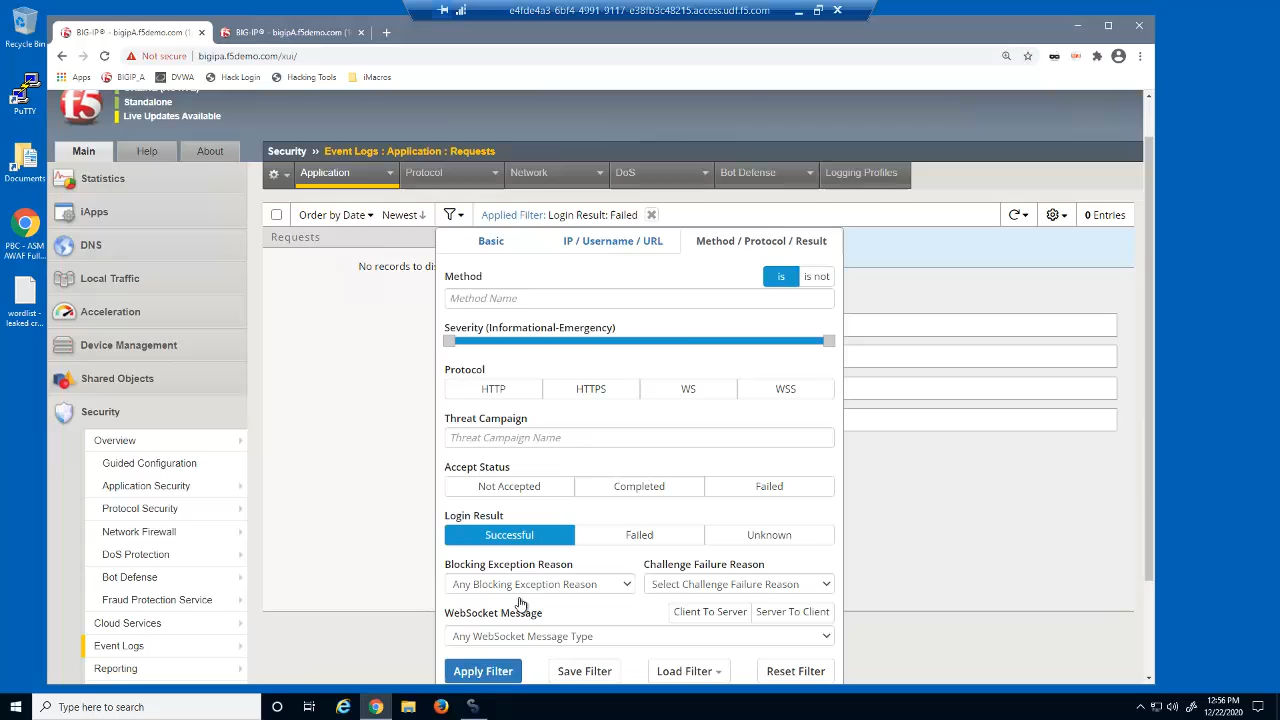 e4fde4a3-6bf4-4991-9117-e38fb3c48215.access.udf.f5.com
Recycle Bin
PuTTY
Documents
PBC - ASM
AWAF Full...
wordlist -
leaked cr...
BIG-IP® - bigipA.f5demo.com (1
BIG-IP® - bigipA.f5demo.com (1
Not secure
bigipa.f5demo.com/xui/
Apps
BIGIP_A
DVWA
Hack Login
Hacking Tools
iMacros
f5
Standalone
Live Updates Available
Main
Help
About
Security ›› Event Logs : Application : Requests
Application
Protocol
Network
DoS
Bot Defense
Logging Profiles
Statistics
iApps
DNS
Local Traffic
Acceleration
Device Management
Shared Objects
Security
Overview
Guided Configuration
Application Security
Protocol Security
Network Firewall
DoS Protection
Bot Defense
Fraud Protection Service
Cloud Services
Event Logs
Reporting
Order by Date
Newest
Applied Filter: Login Result: Failed
0 Entries
Requests
No records to di
Basic
IP / Username / URL
Method / Protocol / Result
Method
is
is not
Method Name
Severity (Informational-Emergency)
Protocol
HTTP
HTTPS
WS
WSS
Threat Campaign
Threat Campaign Name
Accept Status
Not Accepted
Completed
Failed
Login Result
Successful
Failed
Unknown
Blocking Exception Reason
Challenge Failure Reason
Any Blocking Exception Reason
Select Challenge Failure Reason
WebSocket Message
Client To Server
Server To Client
Any WebSocket Message Type
Apply Filter
Save Filter
Load Filter
Reset Filter
Type here to search
12:56 PM
12/22/2020